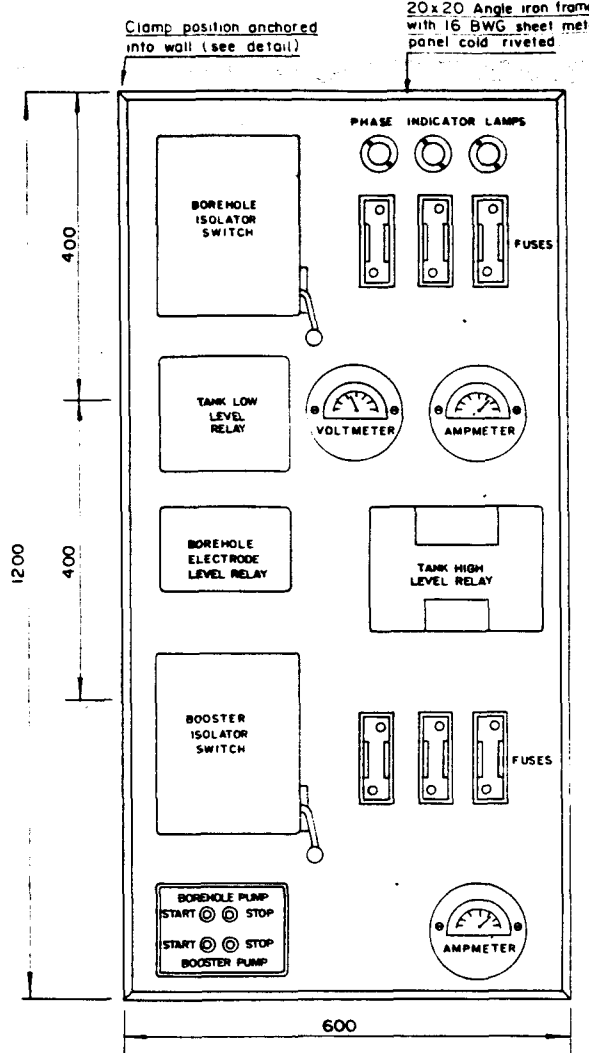 Clamp position anchored
into wall (see detail)
20x20 Angle iron frame
with 16 BWG sheet met
panel cold riveted
PHASE INDICATOR LAMPS
BOREHOLE
ISOLATOR
SWITCH
FUSES
400
TANK LOW
LEVEL
RELAY
VOLTMETER
AMPMETER
1200
400
BOREHOLE
ELECTRODE
LEVEL RELAY
TANK HIGH
LEVEL RELAY
BOOSTER
ISOLATOR
SWITCH
FUSES
BOREHOLE PUMP
START STOP
START STOP
BOOSTER PUMP
AMPMETER
600